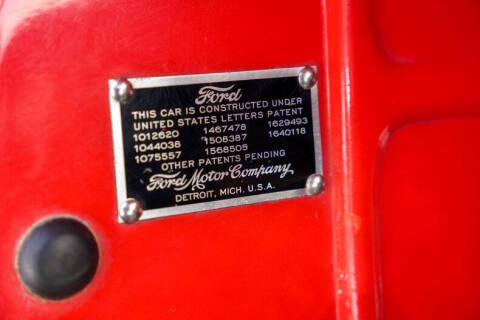 Ford
THIS CAR IS CONSTRUCTED UNDER
UNITED STATES LETTERS PATENT
1012620 1467478 1629493
1044038 1508387 1640118
1075557 1568505
OTHER PATENTS PENDING
Ford Motor Company
DETROIT, MICH. U.S.A.